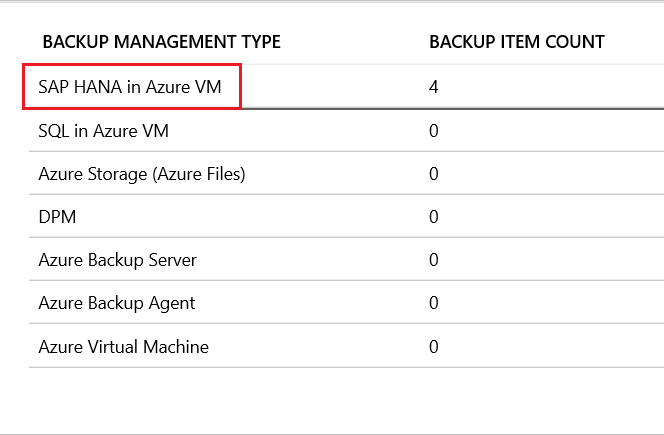 BACKUP MANAGEMENT TYPE BACKUP ITEM COUNT
SAP HANA in Azure VM 4
SQL in Azure VM 0
Azure Storage (Azure Files) 0
DPM 0
Azure Backup Server 0
Azure Backup Agent 0
Azure Virtual Machine 0